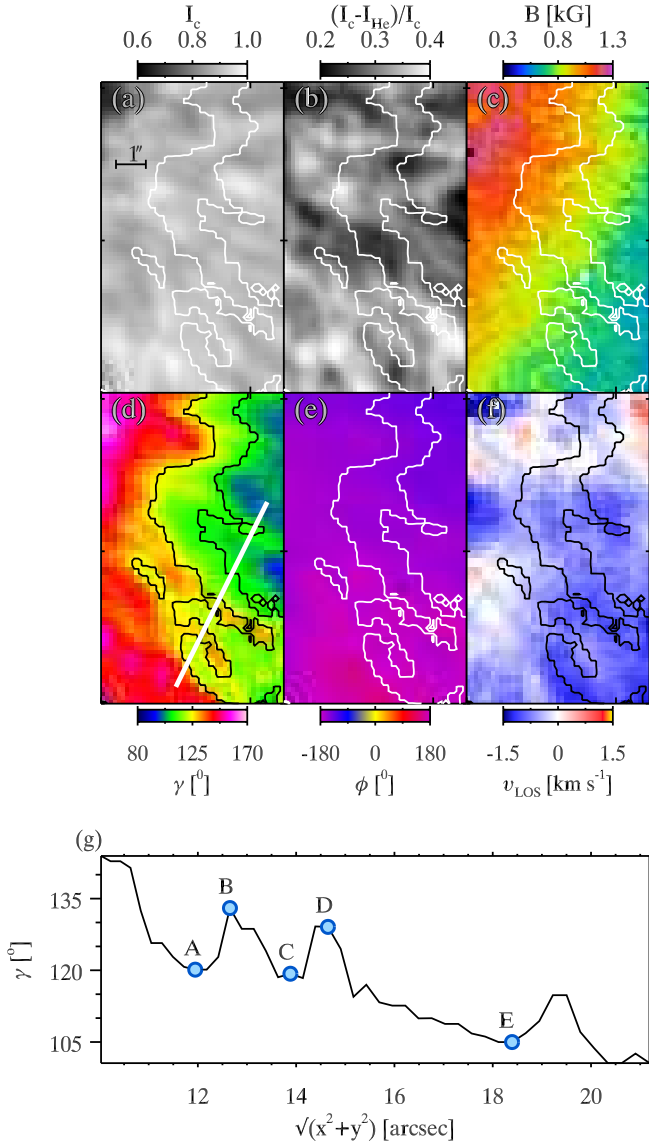 I_c (I_c-I_He)/I_c B [kG]
0.6 0.8 1.0 0.2 0.3 0.4 0.3 0.8 1.3
(a) (b) (c)
1"
(d) (e) (f)
80 125 170 -180 0 180 -1.5 0 1.5
γ [⁰] ϕ [⁰] v_LOS [km s⁻¹]
(g)
B
135
D
A
C
120
γ [°]
E
105
12 14 16 18 20
√(x²+y²) [arcsec]